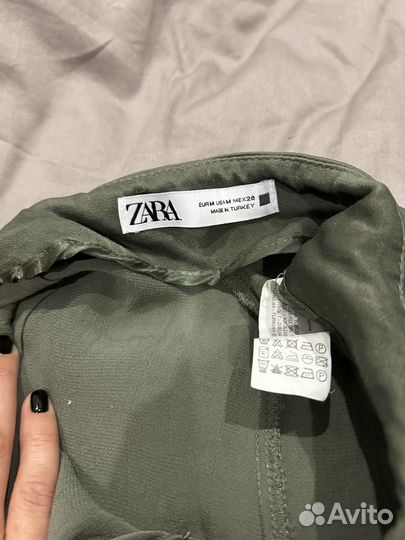 ZARA
EUR M USA M MEX 28
MADE IN TURKEY
Avito